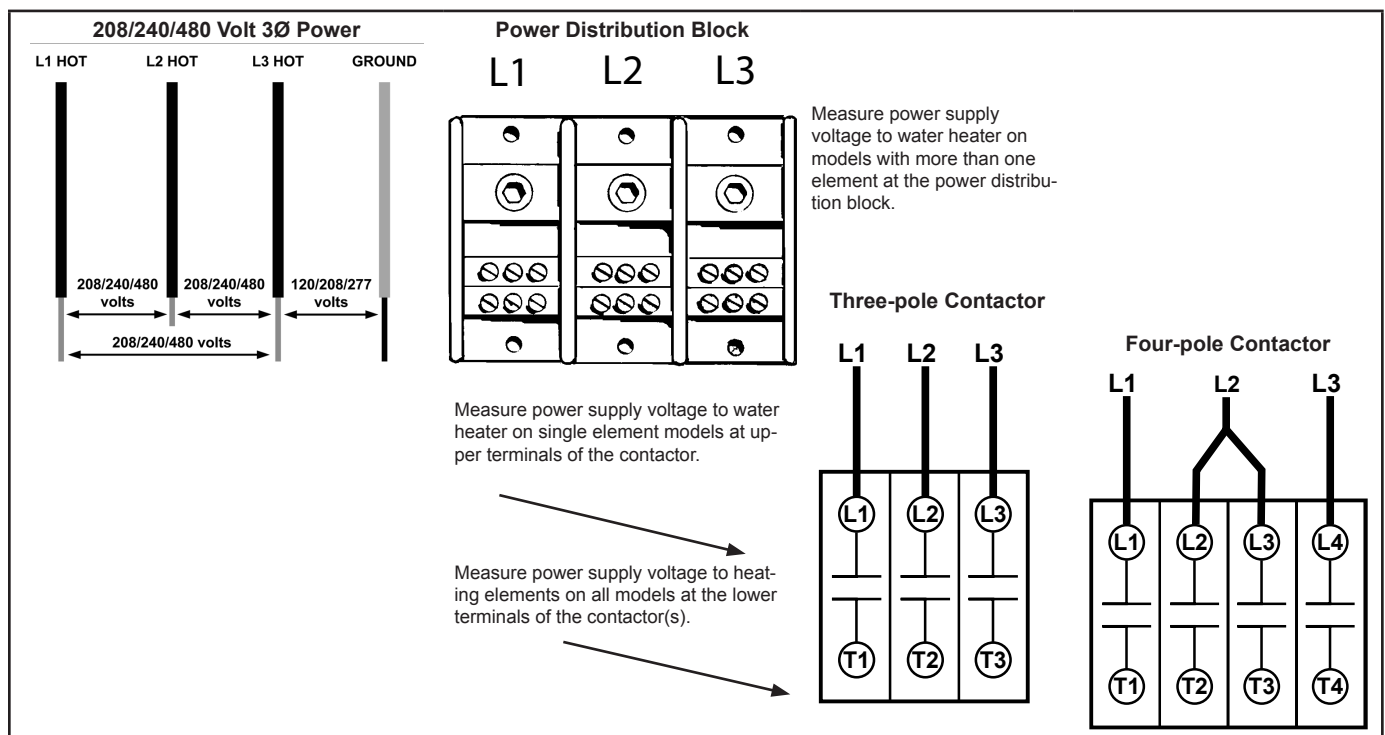 208/240/480 Volt 3Ø Power
L1 HOT
L2 HOT
L3 HOT
GROUND
208/240/480
volts
208/240/480
volts
120/208/277
volts
208/240/480 volts
Power Distribution Block
L1
L2
L3
Measure power supply
voltage to water heater on
models with more than one
element at the power distribu-
tion block.
Measure power supply voltage to water
heater on single element models at up-
per terminals of the contactor.
Measure power supply voltage to heat-
ing elements on all models at the lower
terminals of the contactor(s).
Three-pole Contactor
L1
L2
L3
L1
L2
L3
T1
T2
T3
Four-pole Contactor
L1
L2
L3
L1
L2
L3
L4
T1
T2
T3
T4